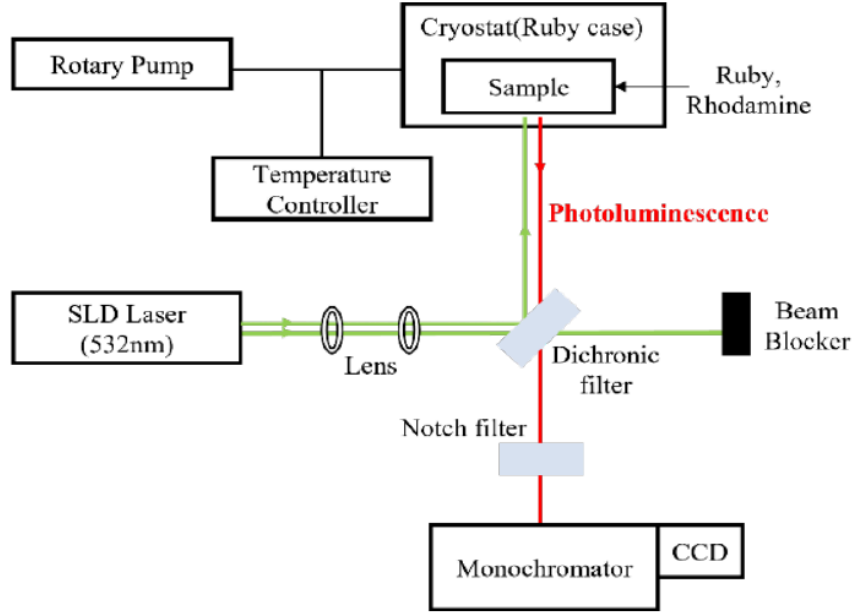 Cryostat(Ruby case)
Rotary Pump
Sample
Ruby,
Rhodamine
Temperature
Controller
Photoluminescence
SLD Laser
(532nm)
Lens
Beam
Blocker
Dichronic
filter
Notch filter
Monochromator
CCD